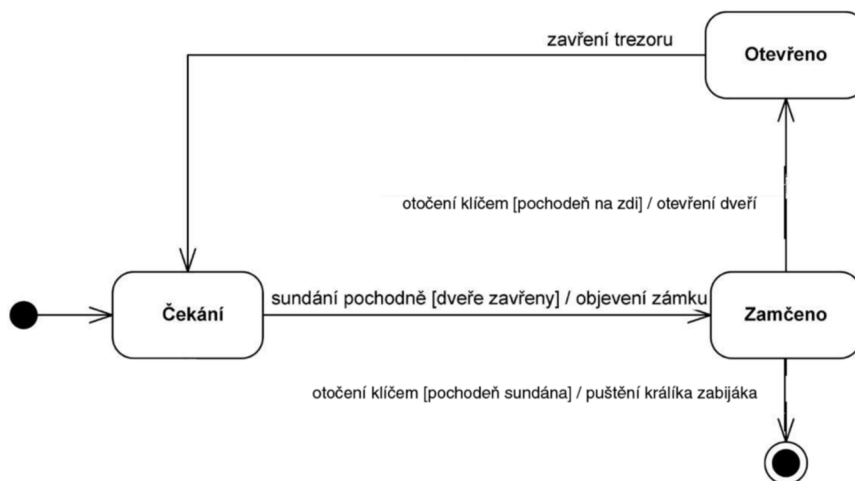 zavření trezoru
Otevřeno
otočení klíčem [pochodeň na zdi] / otevření dveří
Čekání
sundání pochodně [dveře zavřeny] / objevení zámku
Zamčeno
otočení klíčem [pochodeň sundána] / puštění králíka zabijáka